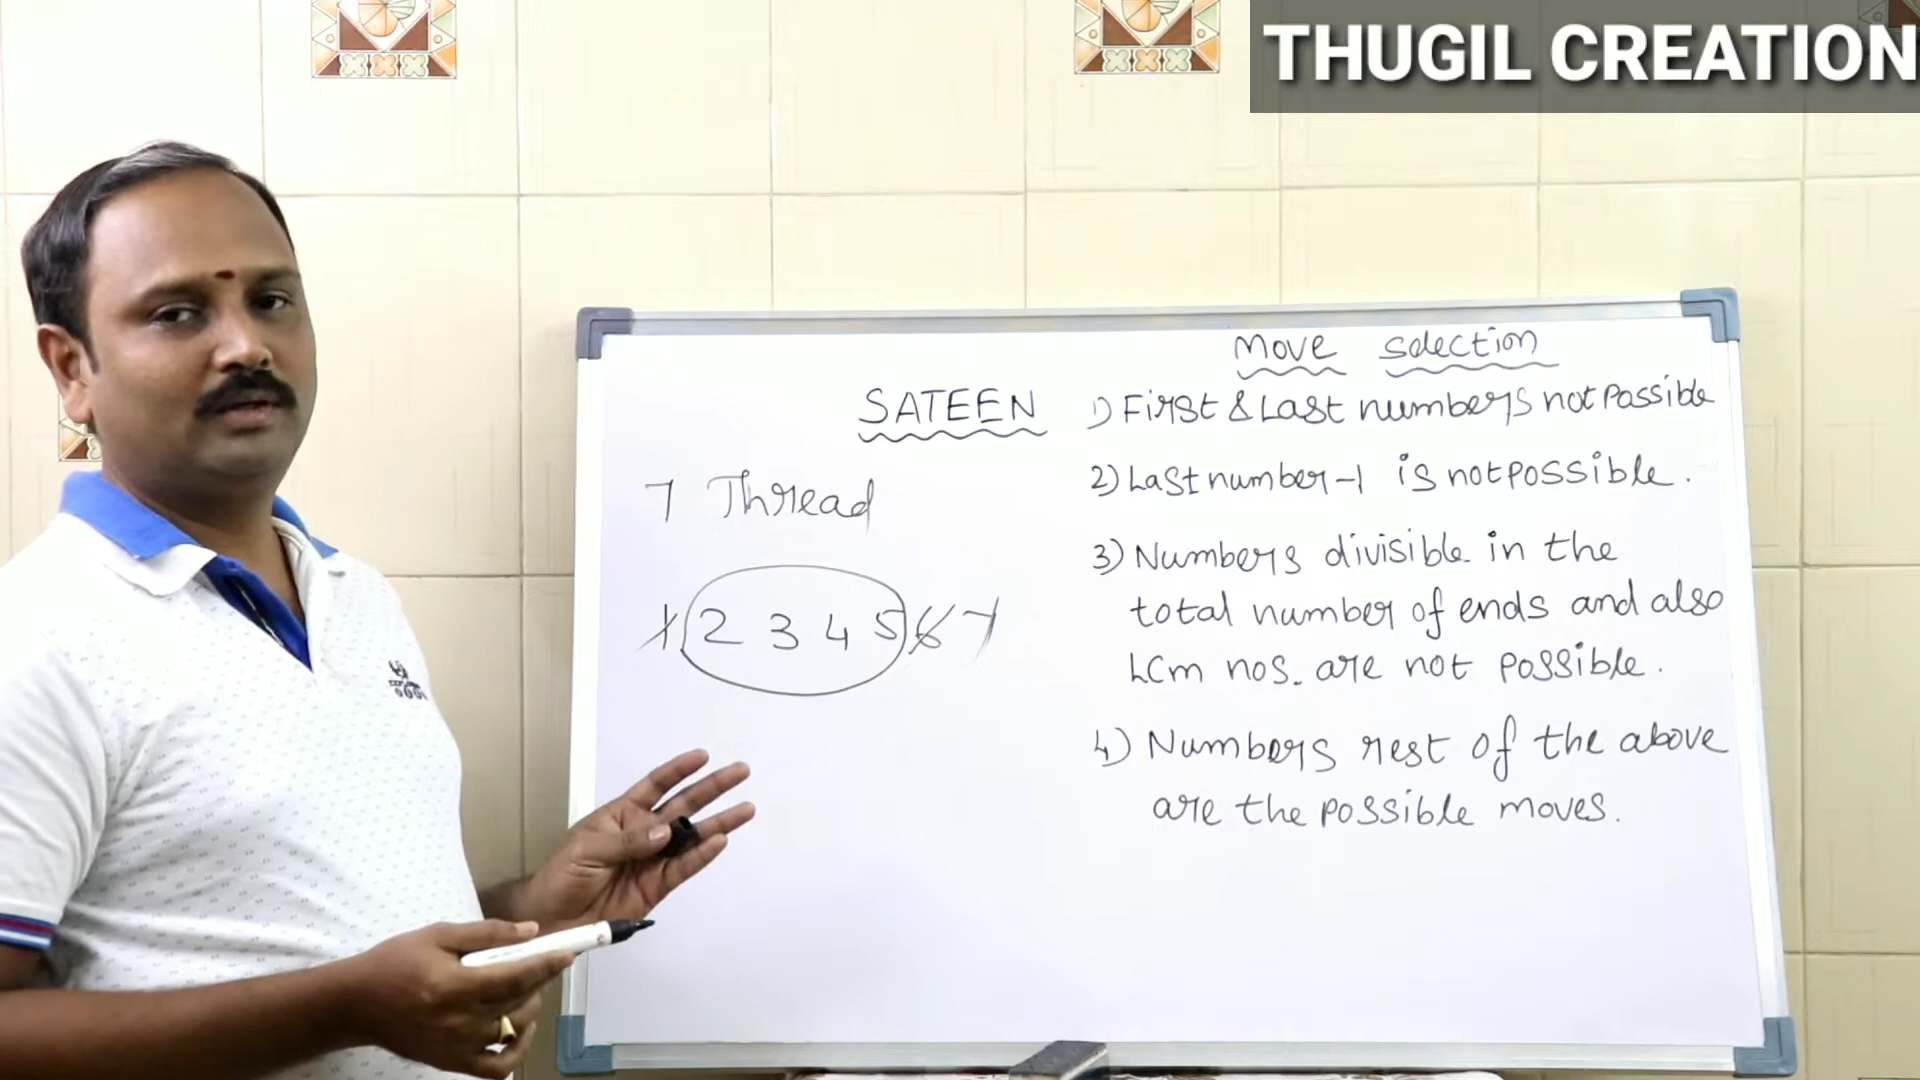 THUGIL CREATION
Move Selection
SATEEN
1) First & Last numbers not Possible
2) Last number-1 is not possible.
7 Thread
3) Numbers divisible in the
total number of ends and also
LCm nos. are not possible.
1 2 3 4 5 6 7
4) Numbers rest of the above
are the possible moves.